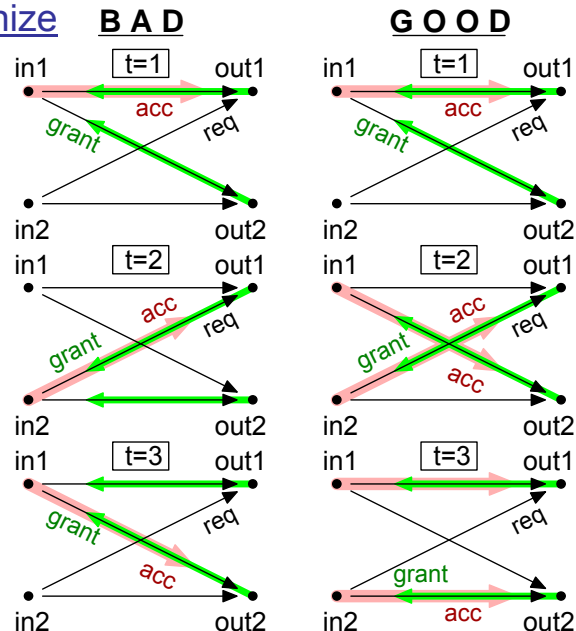 nize
B A D
G O O D
in1
t=1
out1
acc
grant
req
in2
out2
in1
t=1
out1
acc
grant
req
in2
out2
in1
t=2
out1
acc
req
grant
in2
out2
in1
t=2
out1
acc
req
grant
acc
in2
out2
in1
t=3
out1
req
grant
acc
in2
out2
in1
t=3
out1
req
grant
acc
in2
out2